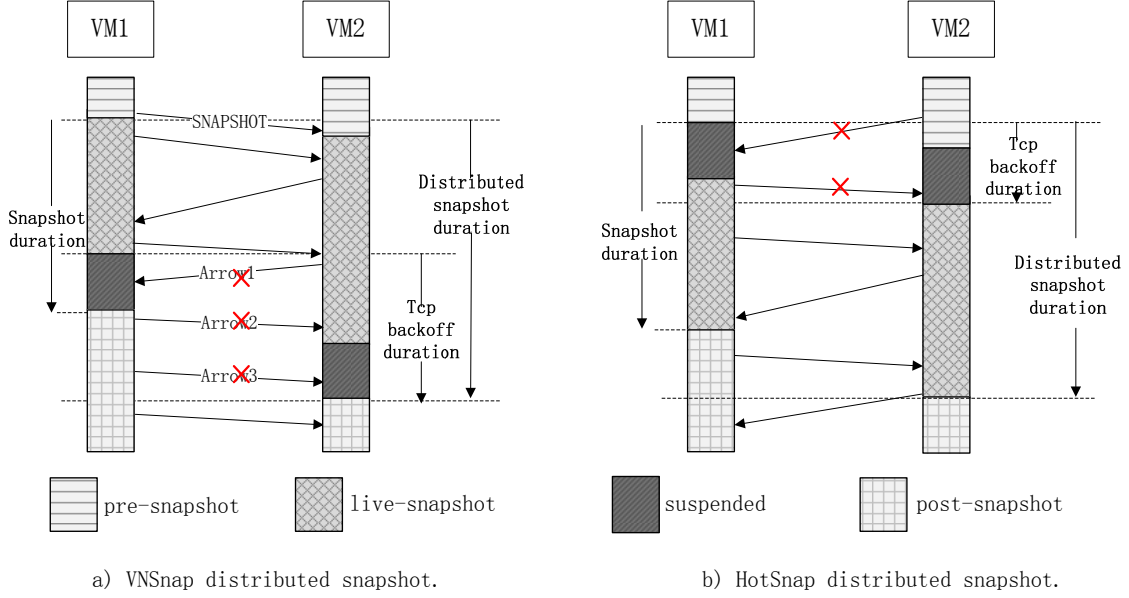 VM1
VM2
SNAPSHOT
Snapshot
duration
Distributed
snapshot
duration
Arrow1
Arrow2
Arrow3
Tcp
backoff
duration
VM1
VM2
Tcp
backoff
duration
Snapshot
duration
Distributed
snapshot
duration
pre-snapshot
live-snapshot
suspended
post-snapshot
a) VNSnap distributed snapshot.
b) HotSnap distributed snapshot.